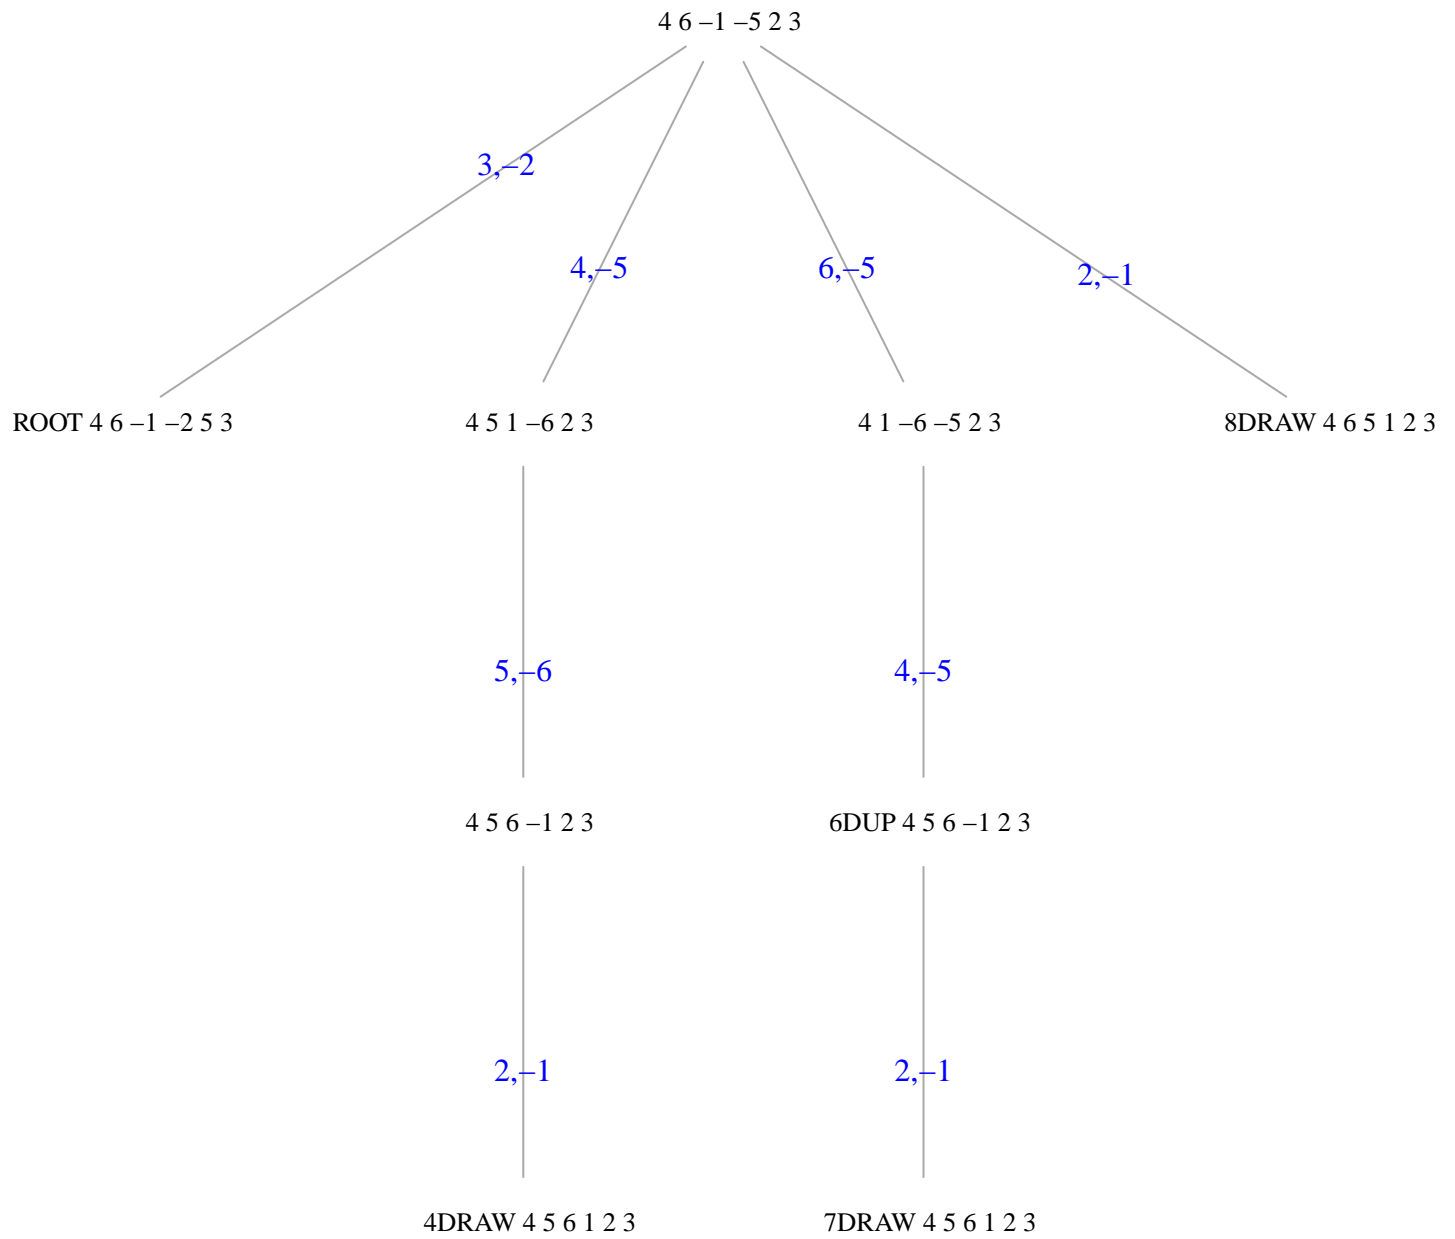 4 6 –1 –5 2 3
3,–2
4,–5
6,–5
2,–1
ROOT 4 6 –1 –2 5 3
4 5 1 –6 2 3
4 1 –6 –5 2 3
8DRAW 4 6 5 1 2 3
5,–6
4,–5
4 5 6 –1 2 3
6DUP 4 5 6 –1 2 3
2,–1
2,–1
4DRAW 4 5 6 1 2 3
7DRAW 4 5 6 1 2 3